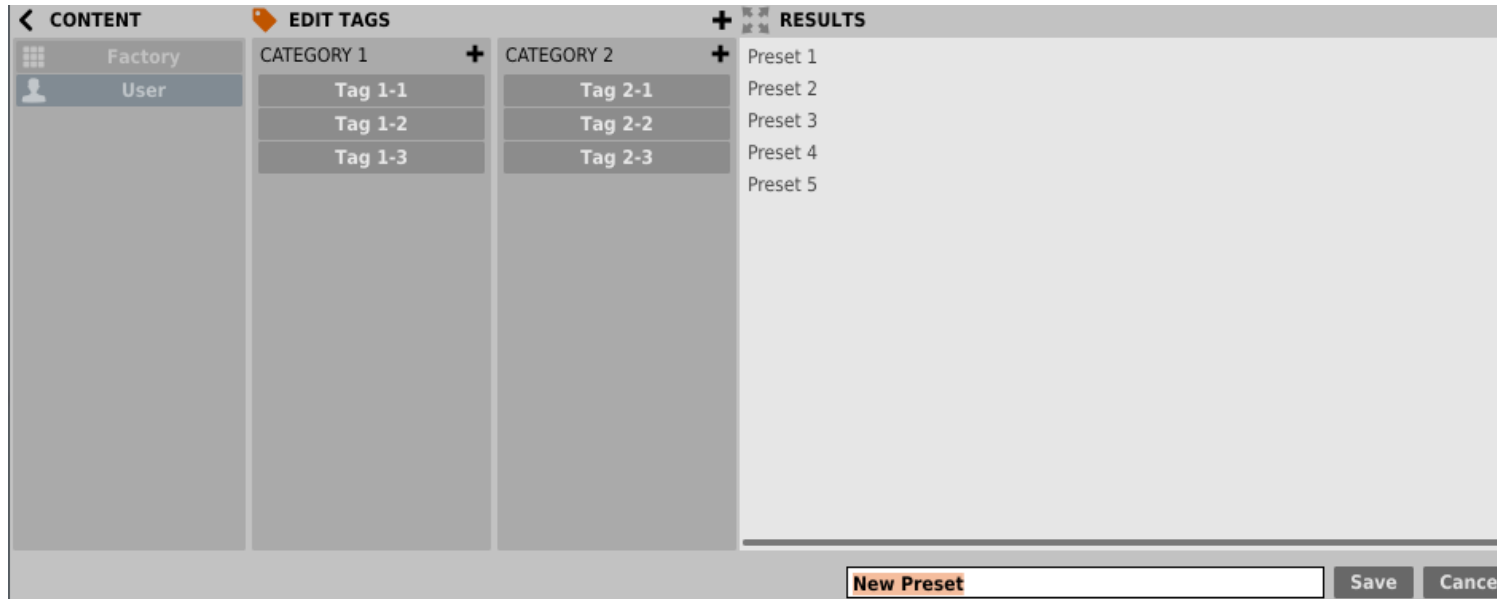 CONTENT
EDIT TAGS
RESULTS
Factory
User
CATEGORY 1
Tag 1-1
Tag 1-2
Tag 1-3
CATEGORY 2
Tag 2-1
Tag 2-2
Tag 2-3
Preset 1
Preset 2
Preset 3
Preset 4
Preset 5
New Preset
Save
Cance